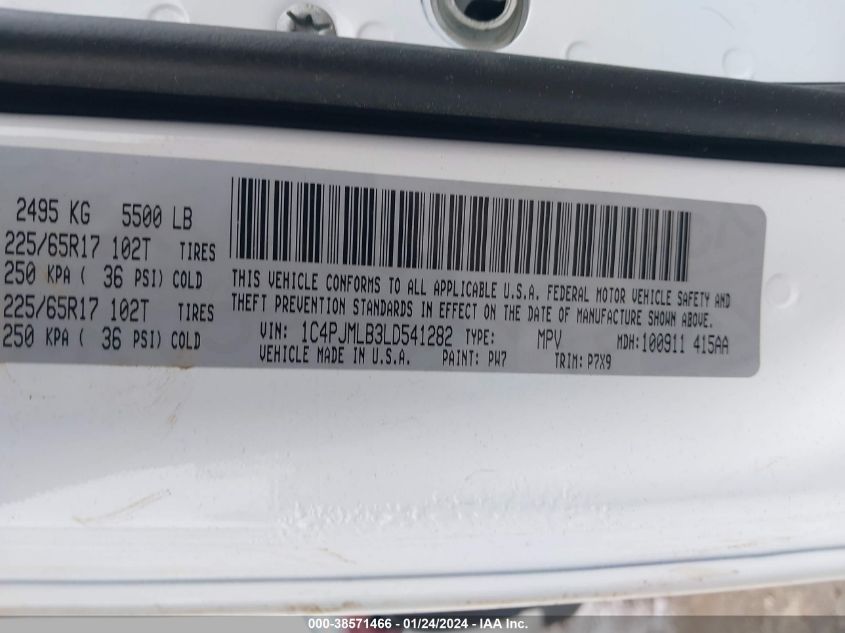 2495 KG 5500 LB
225/65R17 102T TIRES
250 KPA ( 36 PSI) COLD
225/65R17 102T TIRES
250 KPA ( 36 PSI) COLD
THIS VEHICLE CONFORMS TO ALL APPLICABLE U.S.A. FEDERAL MOTOR VEHICLE SAFETY AND
THEFT PREVENTION STANDARDS IN EFFECT ON THE DATE OF MANUFACTURE SHOWN ABOVE.
VIN: 1C4PJMLB3LD541282 TYPE: MPV MDH:100911 415AA
VEHICLE MADE IN U.S.A. PAINT: PW7 TRIM: P7X9
000-38571466 - 01/24/2024 - IAA Inc.